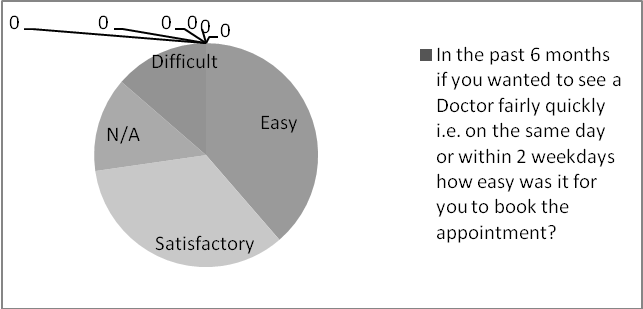 0 0 0 0 0 0
Difficult
Easy
N/A
Satisfactory
In the past 6 months
if you wanted to see a
Doctor fairly quickly
i.e. on the same day
or within 2 weekdays
how easy was it for
you to book the
appointment?